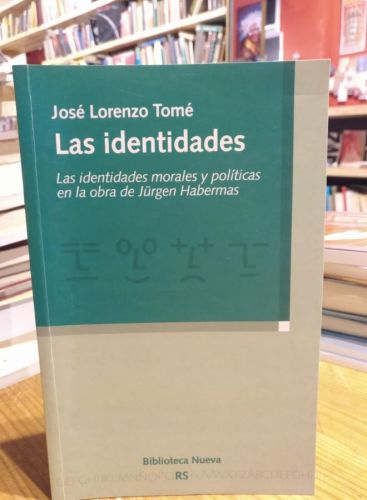 José Lorenzo Tomé
Las identidades
Las identidades morales y políticas
en la obra de Jürgen Habermas
Biblioteca Nueva
RS